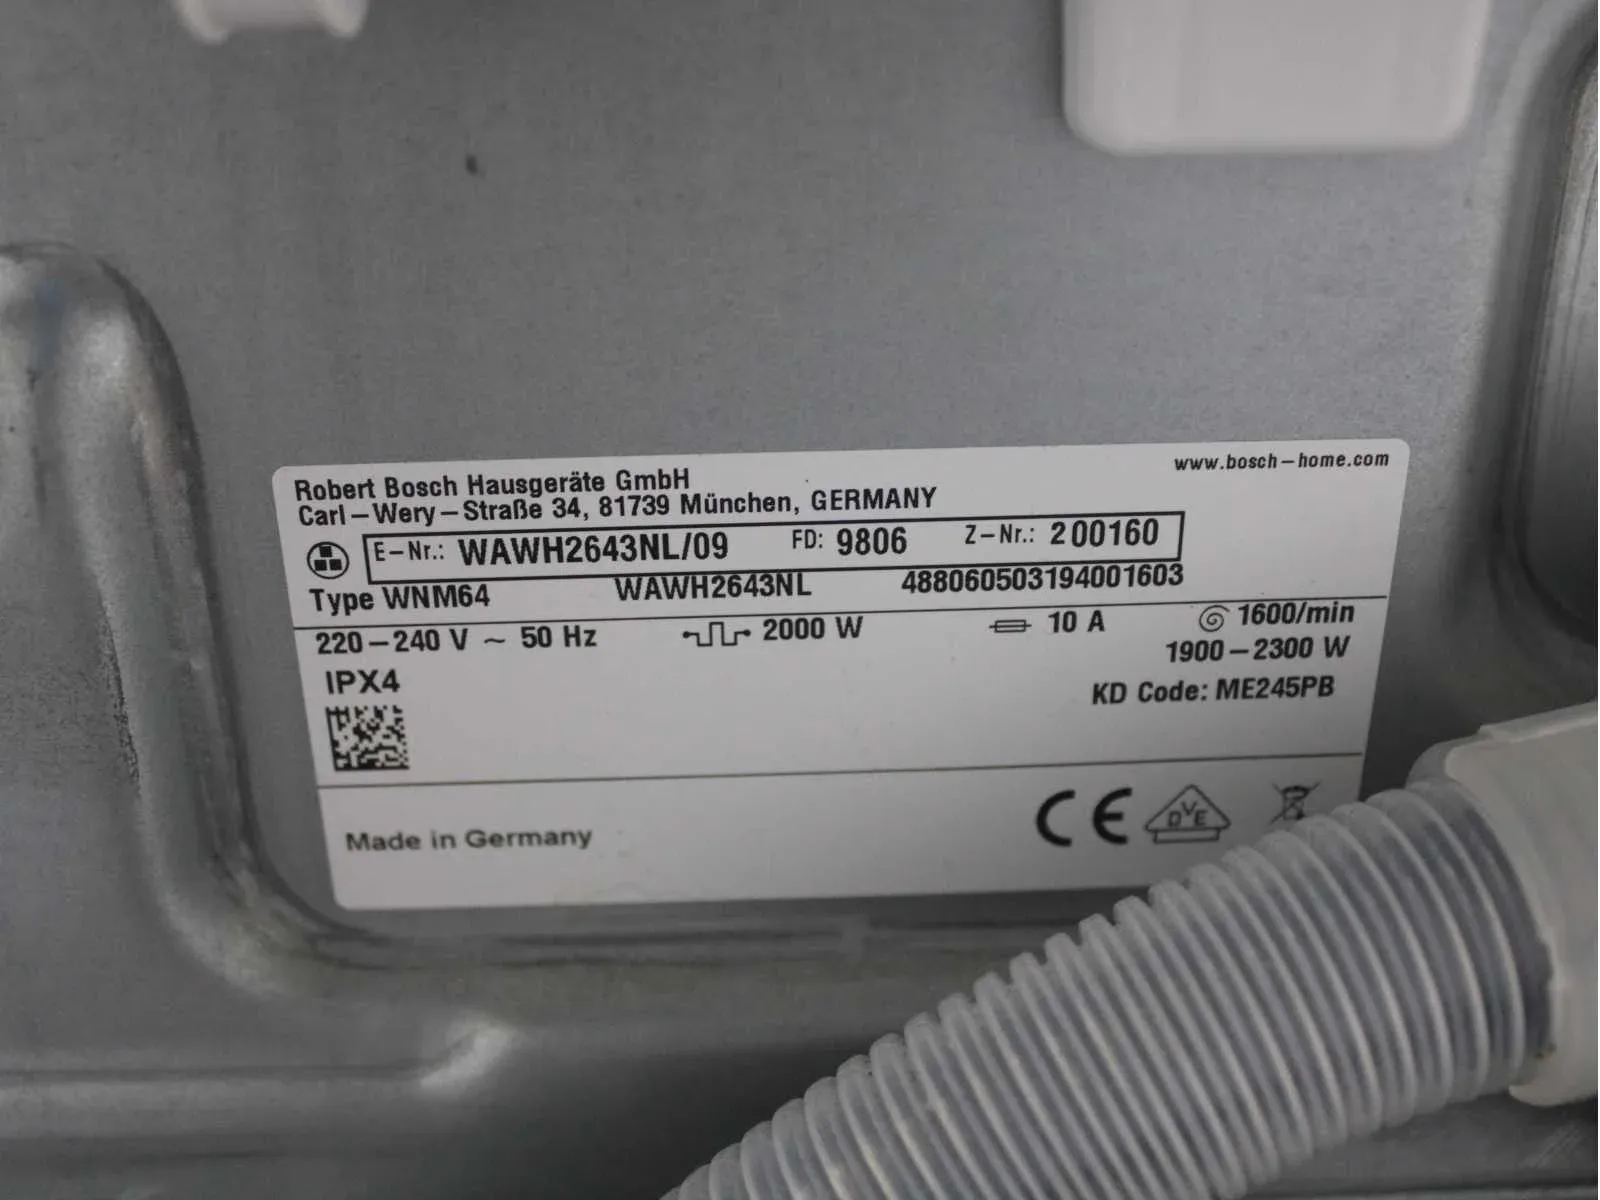 www.bosch-home.com
Robert Bosch Hausgeräte GmbH
Carl-Wery-Straße 34, 81739 München, GERMANY
E-Nr.: WAWH2643NL/09 FD: 9806 Z-Nr.: 200160
Type WNM64 WAWH2643NL 488060503194001603
220-240 V ~ 50 Hz 2000 W 10 A 1600/min
1900-2300 W
IPX4
KD Code: ME245PB
Made in Germany
CE DVE